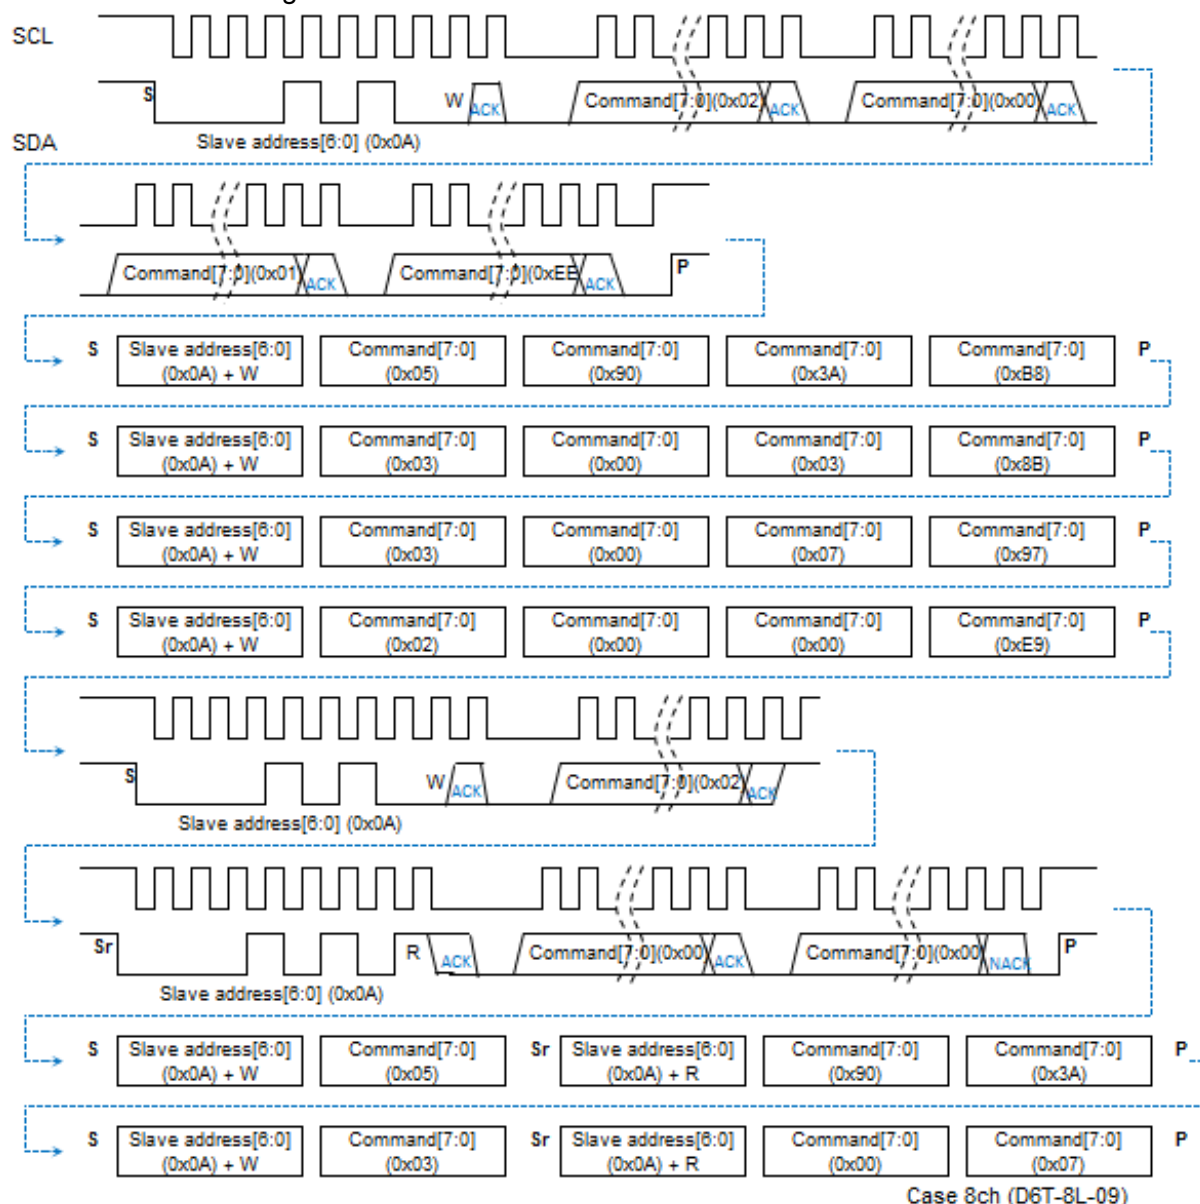 SCL
S W ACK Command[7:0](0x02) ACK Command[7:0](0x00) ACK
SDA Slave address[6:0] (0x0A)
Command[7:0](0x01) ACK Command[7:0](0xEE) ACK P
S Slave address[6:0] Command[7:0] Command[7:0] Command[7:0] Command[7:0] P
(0x0A) + W (0x05) (0x90) (0x3A) (0xB8)
S Slave address[6:0] Command[7:0] Command[7:0] Command[7:0] Command[7:0] P
(0x0A) + W (0x03) (0x00) (0x03) (0x8B)
S Slave address[6:0] Command[7:0] Command[7:0] Command[7:0] Command[7:0] P
(0x0A) + W (0x03) (0x00) (0x07) (0x97)
S Slave address[6:0] Command[7:0] Command[7:0] Command[7:0] Command[7:0] P
(0x0A) + W (0x02) (0x00) (0x00) (0xE9)
S W ACK Command[7:0](0x02) ACK
Slave address[6:0] (0x0A)
Sr R ACK Command[7:0](0x00) ACK Command[7:0](0x00) NACK P
Slave address[6:0] (0x0A)
S Slave address[6:0] Command[7:0] Sr Slave address[6:0] Command[7:0] Command[7:0] P
(0x0A) + W (0x05) (0x0A) + R (0x90) (0x3A)
S Slave address[6:0] Command[7:0] Sr Slave address[6:0] Command[7:0] Command[7:0] P
(0x0A) + W (0x03) (0x0A) + R (0x00) (0x07)
Case 8ch (D6T-8L-09)